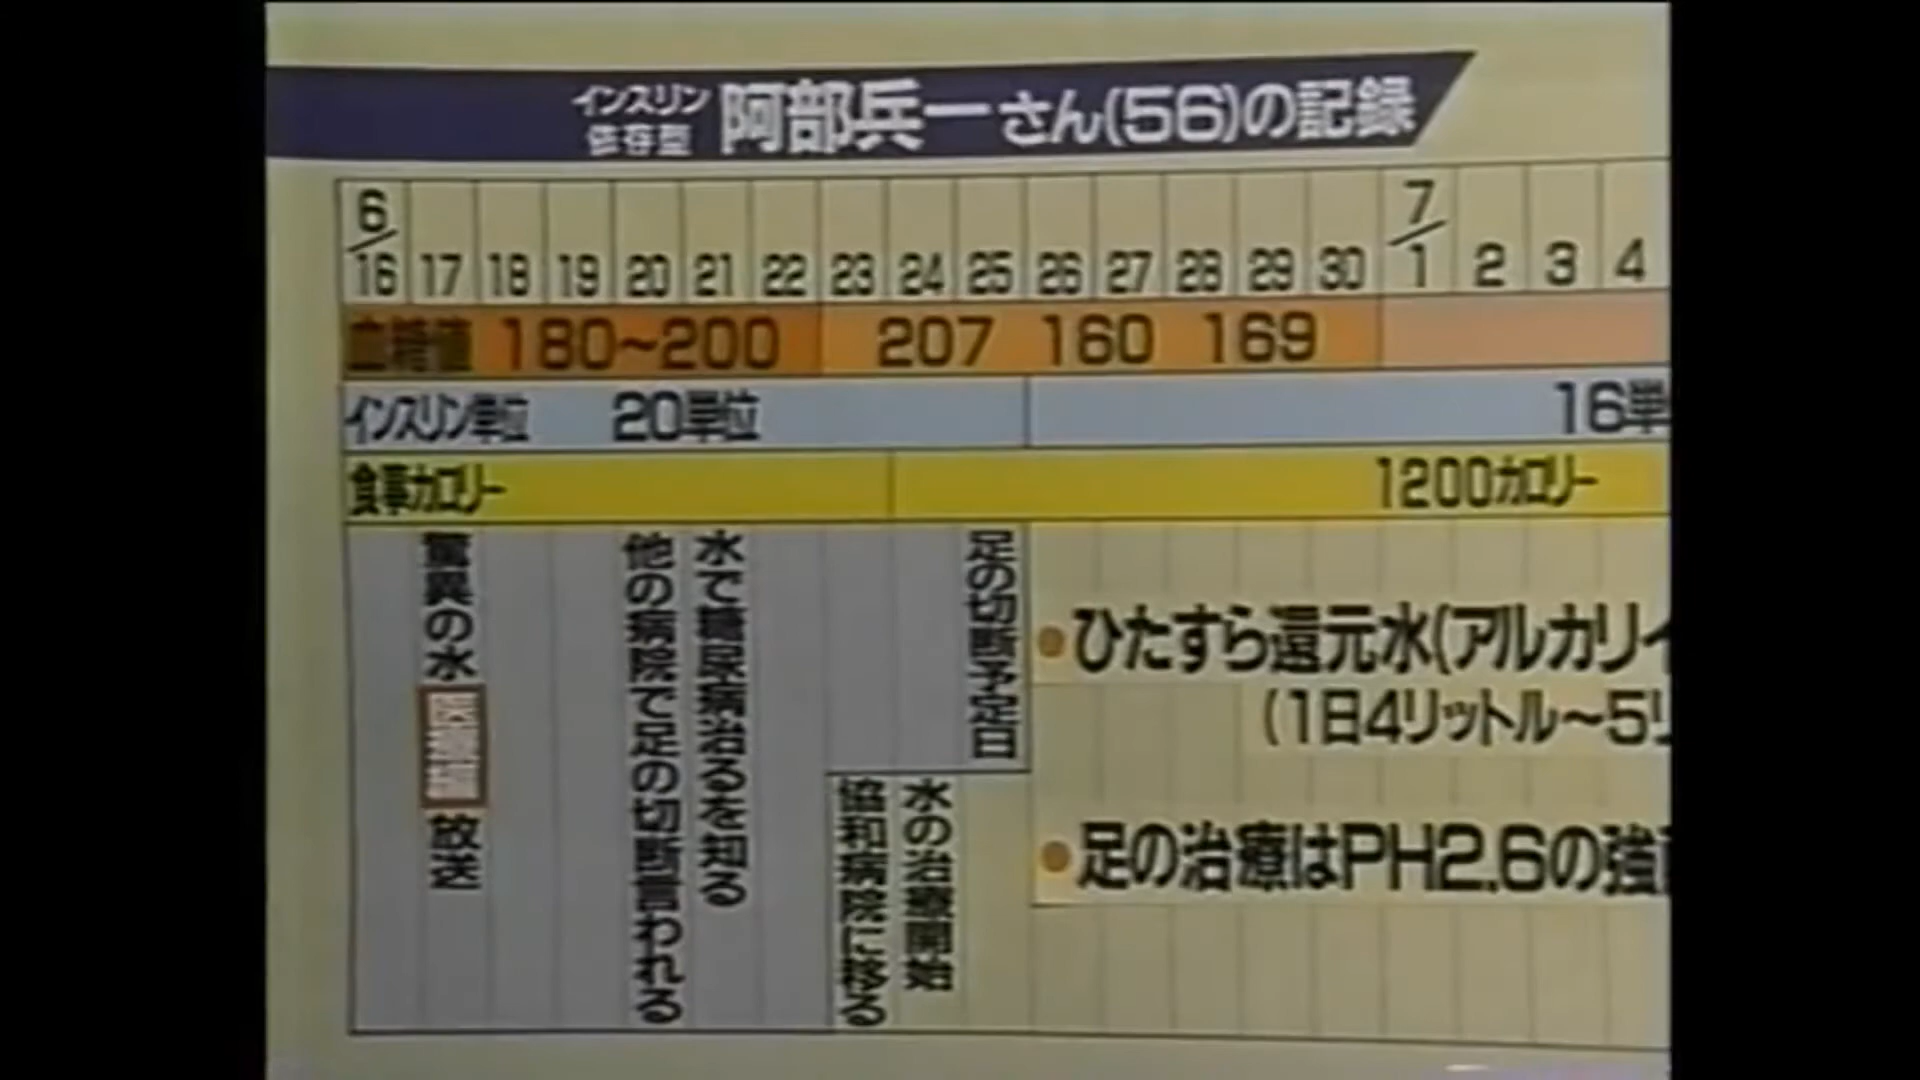 インスリン
依存型
阿部兵一さん(56)の記録
6/16 17 18 19 20 21 22 23 24 25 26 27 28 29 30 7/1 2 3 4
血糖値 180~200 207 160 169
インスリン単位 20単位 16単
食事カロリー 1200カロリー
驚異の水
放送
他の病院で足の切断言われる
水で糖尿病治るを知る
協和病院に移る
水の治療開始
足の切断予定日
●ひたすら還元水(アルカリイ
(1日4リットル~5リ
●足の治療はPH2.6の強